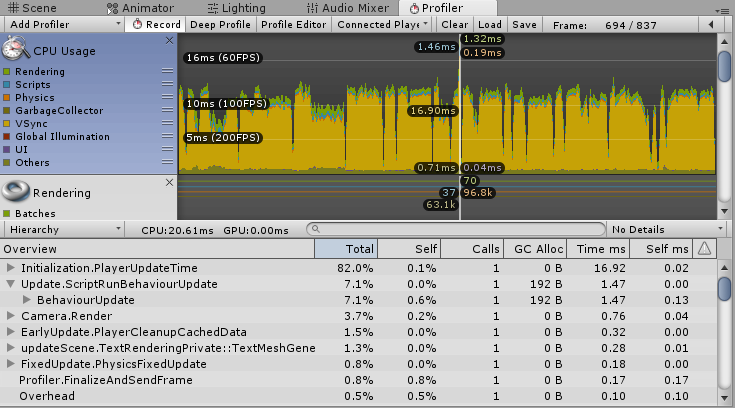 Scene Animator Lighting Audio Mixer Profiler
Add Profiler Record Deep Profile Profile Editor Connected Playe Clear Load Save Frame: 694 / 837
CPU Usage
Rendering
Scripts
Physics
GarbageCollector
VSync
Global Illumination
UI
Others
16ms (60FPS)
10ms (100FPS)
5ms (200FPS)
1.32ms
1.46ms
0.19ms
16.90ms
0.71ms 0.04ms
Rendering
Batches
70
37 96.8k
63.1k
Hierarchy CPU:20.61ms GPU:0.00ms No Details
Overview Total Self Calls GC Alloc Time ms Self ms
Initialization.PlayerUpdateTime 82.0% 0.1% 1 0 B 16.92 0.02
Update.ScriptRunBehaviourUpdate 7.1% 0.0% 1 192 B 1.47 0.00
BehaviourUpdate 7.1% 0.6% 1 192 B 1.47 0.13
Camera.Render 3.7% 0.2% 1 0 B 0.76 0.04
EarlyUpdate.PlayerCleanupCachedData 1.5% 0.0% 1 0 B 0.32 0.00
updateScene.TextRenderingPrivate::TextMeshGene 1.3% 0.0% 1 0 B 0.28 0.01
FixedUpdate.PhysicsFixedUpdate 0.8% 0.0% 1 0 B 0.18 0.00
Profiler.FinalizeAndSendFrame 0.8% 0.8% 1 0 B 0.17 0.17
Overhead 0.5% 0.5% 1 0 B 0.10 0.10